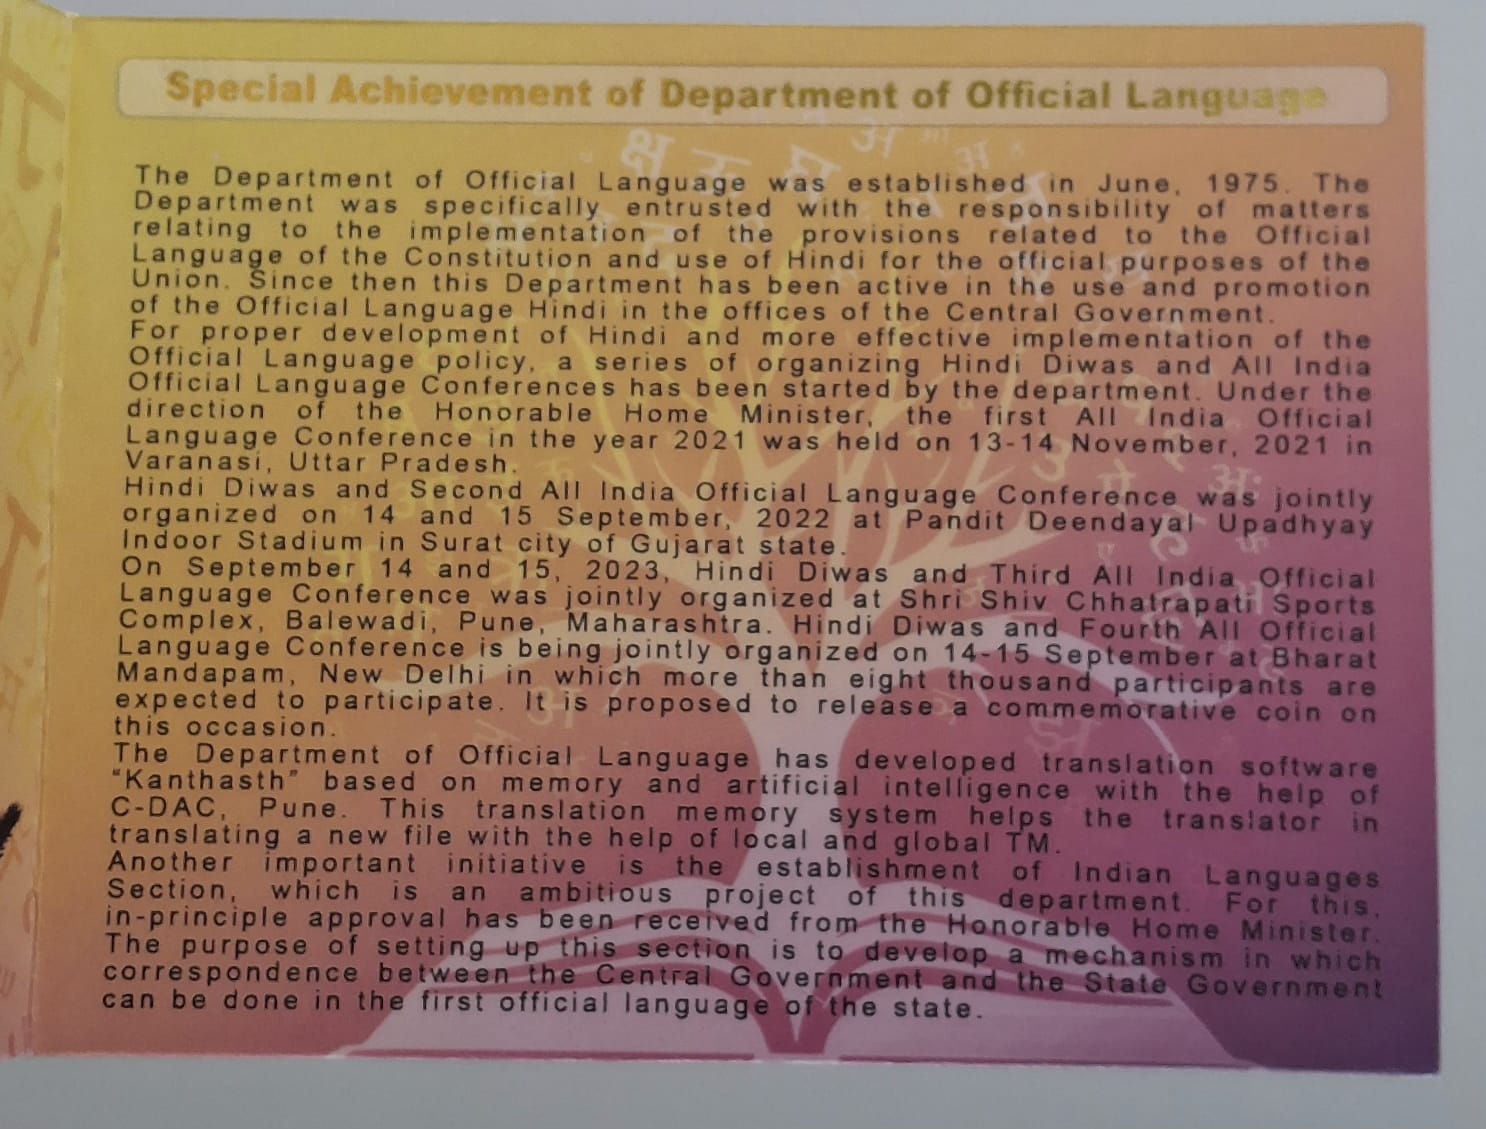 Special Achievement of Department of Official Language
The Department of Official Language was established in June, 1975. The
Department was specifically entrusted with the responsibility of matters
relating to the implementation of the provisions related to the Official
Language of the Constitution and use of Hindi for the official purposes of the
Union. Since then this Department has been active in the use and promotion
of the Official Language Hindi in the offices of the Central Government.
For proper development of Hindi and more effective implementation of the
Official Language policy, a series of organizing Hindi Diwas and All India
Official Language Conferences has been started by the department. Under the
direction of the Honorable Home Minister, the first All India Official
Language Conference in the year 2021 was held on 13-14 November, 2021 in
Varanasi, Uttar Pradesh.
Hindi Diwas and Second All India Official Language Conference was jointly
organized on 14 and 15 September, 2022 at Pandit Deendayal Upadhyay
Indoor Stadium in Surat city of Gujarat state.
On September 14 and 15, 2023, Hindi Diwas and Third All India Official
Language Conference was jointly organized at Shri Shiv Chhatrapati Sports
Complex, Balewadi, Pune, Maharashtra. Hindi Diwas and Fourth All Official
Language Conference is being jointly organized on 14-15 September at Bharat
Mandapam, New Delhi in which more than eight thousand participants are
expected to participate. It is proposed to release a commemorative coin on
this occasion.
The Department of Official Language has developed translation software
“Kanthasth” based on memory and artificial intelligence with the help of
C-DAC, Pune. This translation memory system helps the translator in
translating a new file with the help of local and global TM.
Another important initiative is the establishment of Indian Languages
Section, which is an ambitious project of this department. For this,
in-principle approval has been received from the Honorable Home Minister.
The purpose of setting up this section is to develop a mechanism in which
correspondence between the Central Government and the State Government
can be done in the first official language of the state.